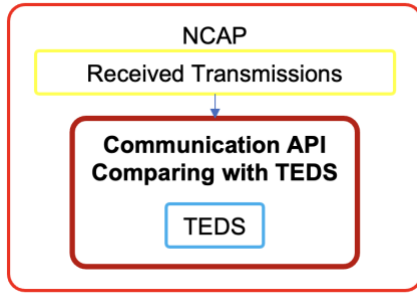 NCAP
Received Transmissions
Communication API
Comparing with TEDS
TEDS